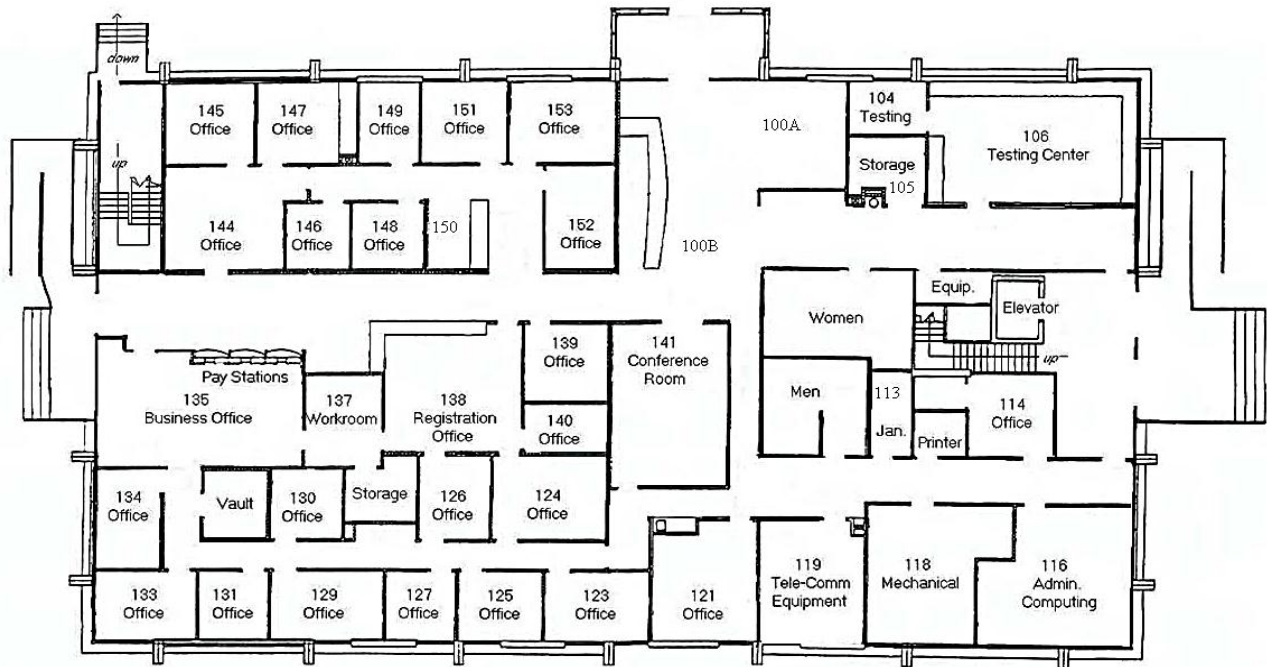 down
up
145
Office
147
Office
149
Office
151
Office
153
Office
100A
104
Testing
106
Testing Center
Storage
105
144
Office
146
Office
148
Office
150
152
Office
100B
Equip.
Elevator
Women
up
139
Office
141
Conference
Room
Pay Stations
135
Business Office
137
Workroom
138
Registration
Office
140
Office
Men
113
Jan.
114
Office
Printer
134
Office
Vault
130
Office
Storage
126
Office
124
Office
133
Office
131
Office
129
Office
127
Office
125
Office
123
Office
121
Office
119
Tele-Comm
Equipment
118
Mechanical
116
Admin.
Computing